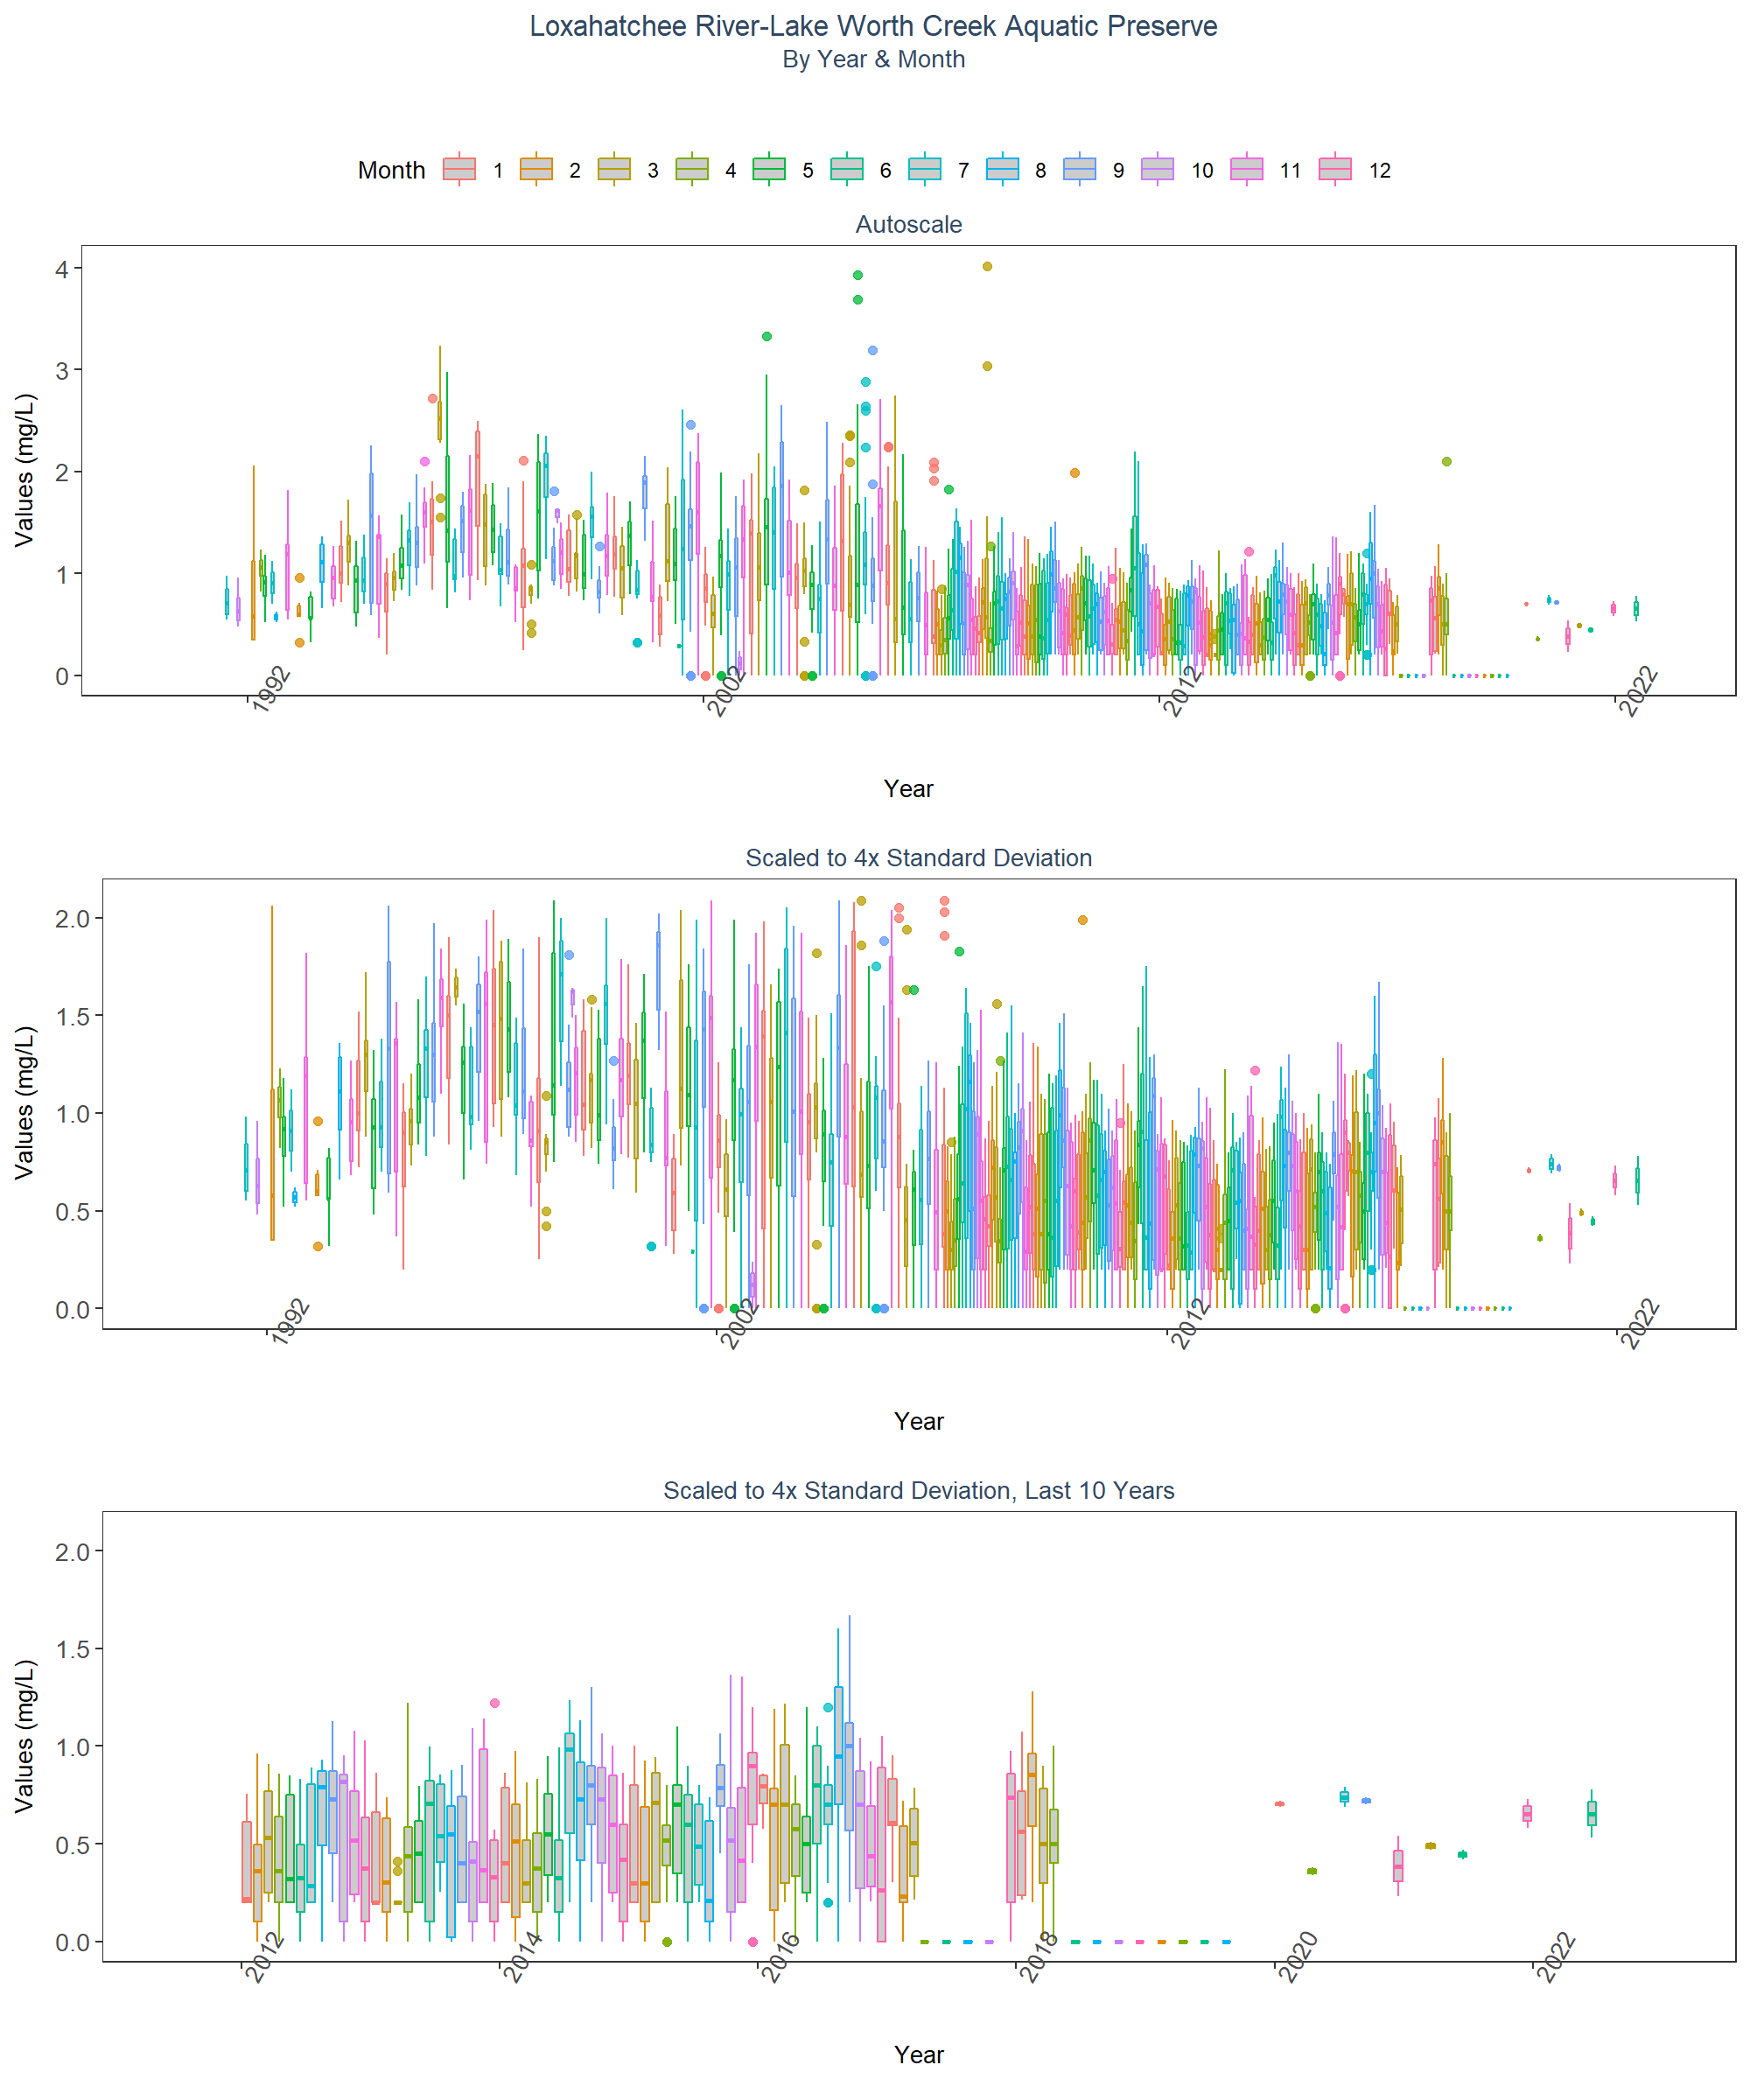 Loxahatchee River-Lake Worth Creek Aquatic Preserve
By Year & Month
Month 1 2 3 4 5 6 7 8 9 10 11 12
Autoscale
Values (mg/L)
4
3
2
1
0
1992 2002 2012 2022
Year
Scaled to 4x Standard Deviation
Values (mg/L)
2.0
1.5
1.0
0.5
0.0
1992 2002 2012 2022
Year
Scaled to 4x Standard Deviation, Last 10 Years
Values (mg/L)
2.0
1.5
1.0
0.5
0.0
2012 2014 2016 2018 2020 2022
Year